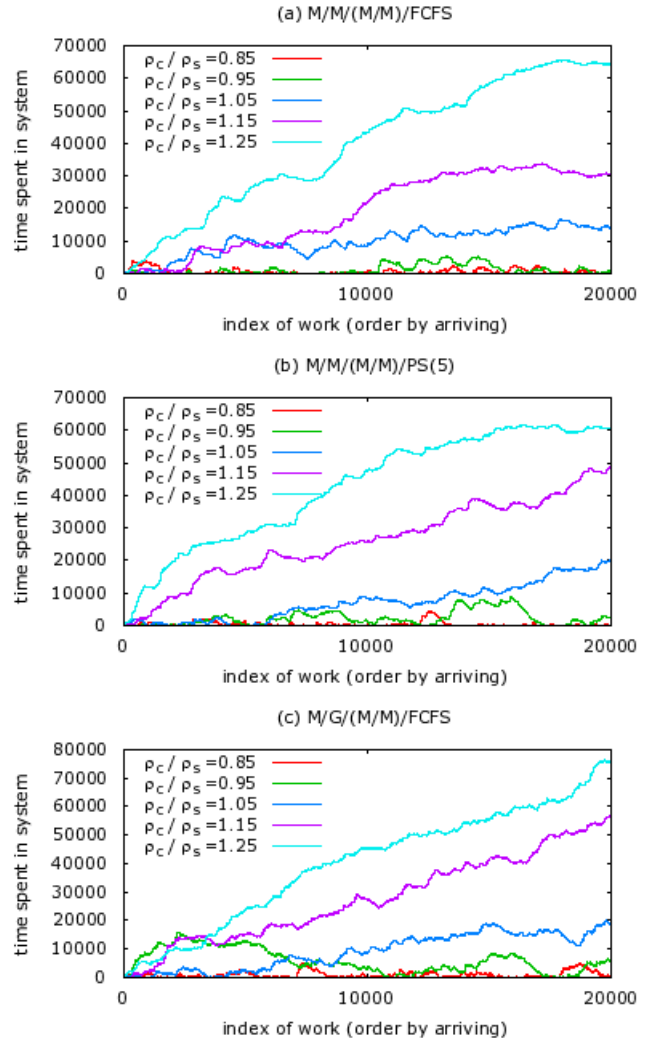 (a) M/M/(M/M)/FCFS
70000
60000
50000
40000
30000
20000
10000
0
time spent in system
ρc / ρs =0.85
ρc / ρs =0.95
ρc / ρs =1.05
ρc / ρs =1.15
ρc / ρs =1.25
0 10000 20000
index of work (order by arriving)
(b) M/M/(M/M)/PS(5)
70000
60000
50000
40000
30000
20000
10000
0
time spent in system
ρc / ρs =0.85
ρc / ρs =0.95
ρc / ρs =1.05
ρc / ρs =1.15
ρc / ρs =1.25
0 10000 20000
index of work (order by arriving)
(c) M/G/(M/M)/FCFS
80000
70000
60000
50000
40000
30000
20000
10000
0
time spent in system
ρc / ρs =0.85
ρc / ρs =0.95
ρc / ρs =1.05
ρc / ρs =1.15
ρc / ρs =1.25
0 10000 20000
index of work (order by arriving)